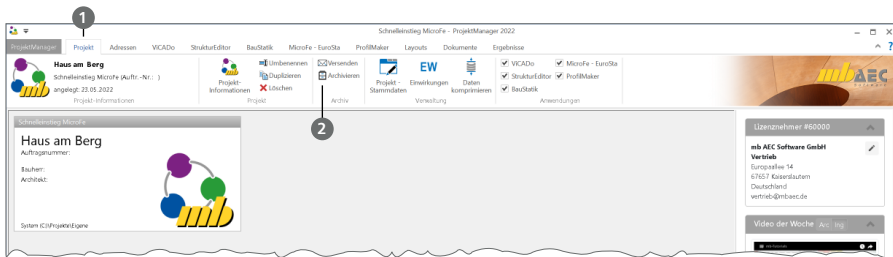 1
Schnelleinstieg MicroFe - ProjektManager 2022
ProjektManager Projekt Adressen ViCADo StrukturEditor BauStatik MicroFe - EuroSta ProfilMaker Layouts Dokumente Ergebnisse
Haus am Berg
Schnelleinstieg MicroFe (Auftr.-Nr.: )
angelegt: 23.05.2022
Projekt-Informationen
Projekt-
Informationen
Umbenennen
Duplizieren
Löschen
Projekt
Versenden
Archivieren
Archiv
Projekt -
Stammdaten
EW
Einwirkungen
Daten
komprimieren
Verwaltung
ViCADo MicroFe - EuroSta
StrukturEditor ProfilMaker
BauStatik
Anwendungen
mb AEC
Software
2
Schnelleinstieg MicroFe
Haus am Berg
Auftragsnummer:
Bauherr:
Architekt:
mb
System (C:)\Projekte\Eigene
Lizenznehmer #60000
mb AEC Software GmbH
Vertrieb
Europaallee 14
67657 Kaiserslautern
Deutschland
vertrieb@mbaec.de
Video der Woche Arc Ing